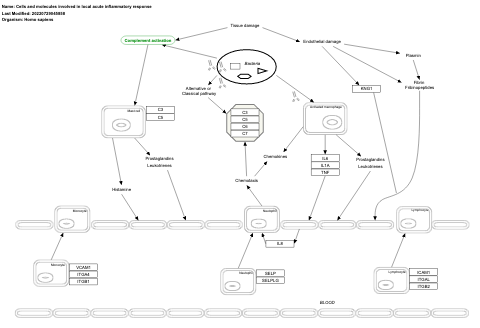 Name: Cells and molecules involved in local acute inflammatory response
Last Modified: 20230729045059
Organism: Homo sapiens
Tissue damage
Complement activation
Endothelial damage
Bacteria
Plasmin
Alternative or
Classical pathway
KNG1
Fibrin
Fibrinopeptides
Mast cell
C3
C5
Activated macrophage
C3
C5
C6
C7
Prostaglandins
Leukotrienes
Chemokines
IL6
IL1A
TNF
Prostaglandins
Leukotrienes
Histamine
Chemotaxis
Monocyte
Neutrophil
Lymphocyte
IL8
Monocyte
VCAM1
ITGA4
ITGB1
Neutrophil
SELP
SELPLG
Lymphocyte
ICAM1
ITGAL
ITGB2
BLOOD